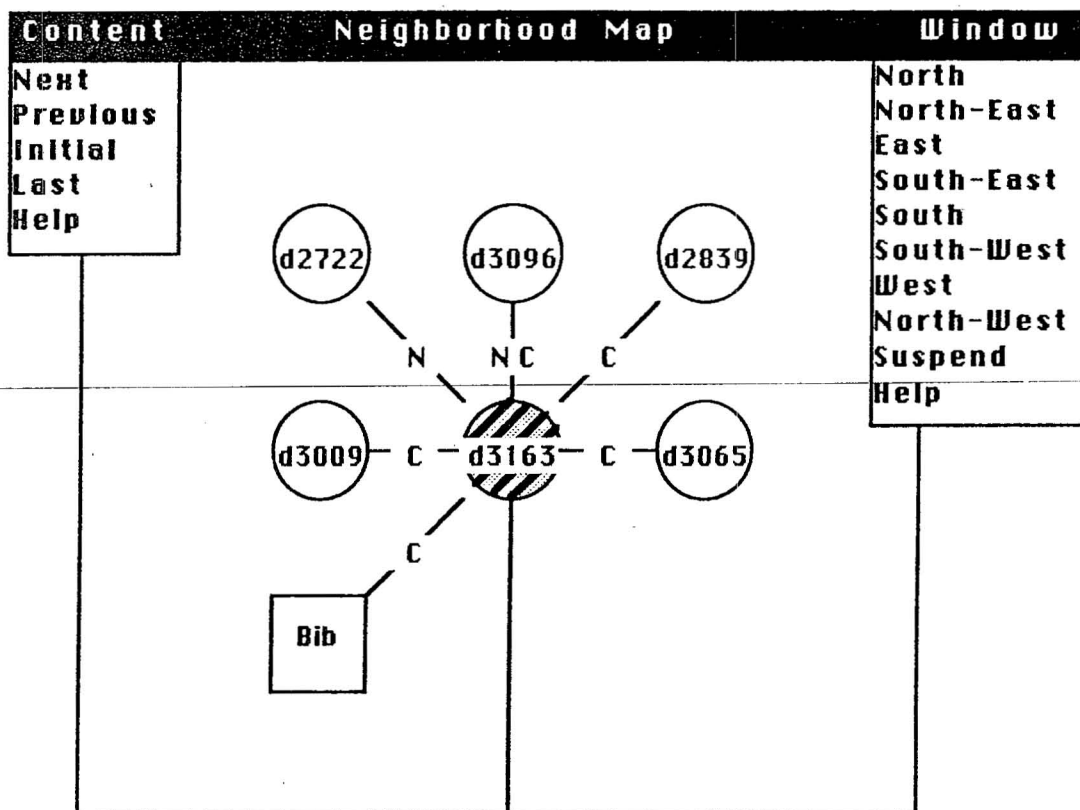 Content Neighborhood Map Window
Next
Previous
Initial
Last
Help
North
North-East
East
South-East
South
South-West
West
North-West
Suspend
Help
d2722 d3096 d2839
N NC C
d3009 C d3163 C d3065
C
Bib